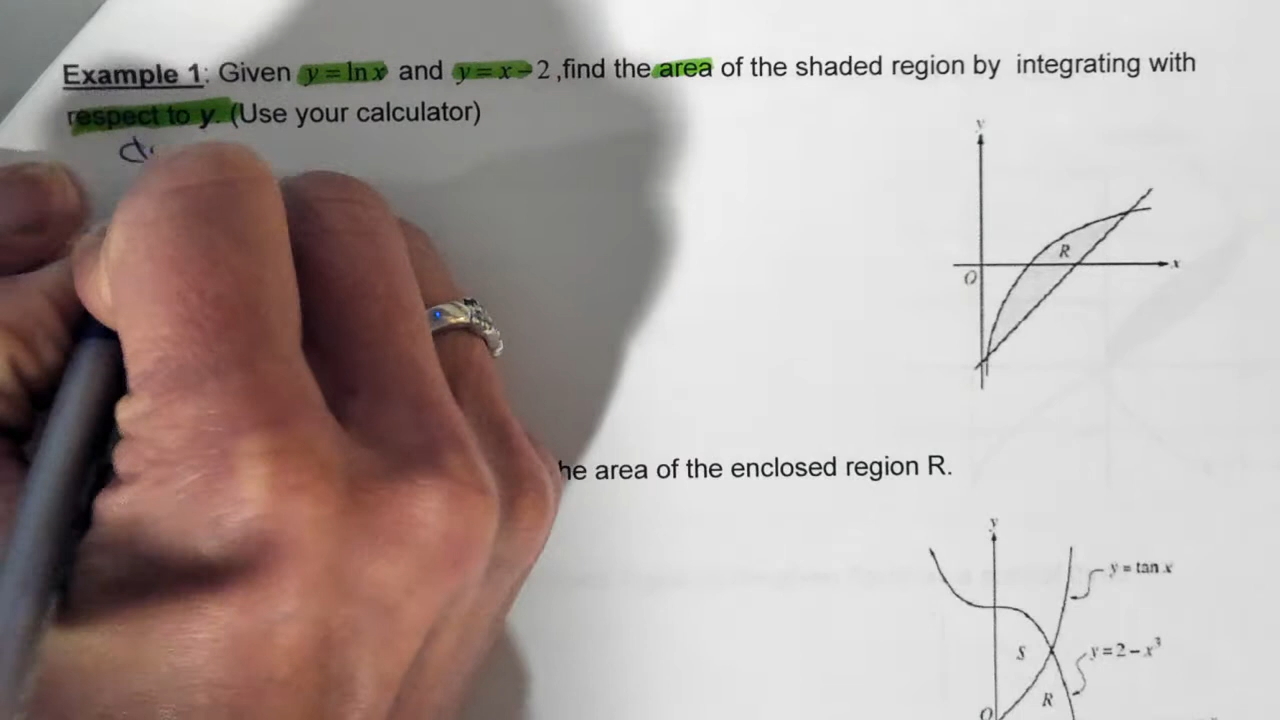 Example 1: Given y = ln x and y = x − 2 ,find the area of the shaded region by integrating with
respect to y. (Use your calculator)
y
R
O
x
he area of the enclosed region R.
y
y = tan x
S
y = 2 − x³
R
O